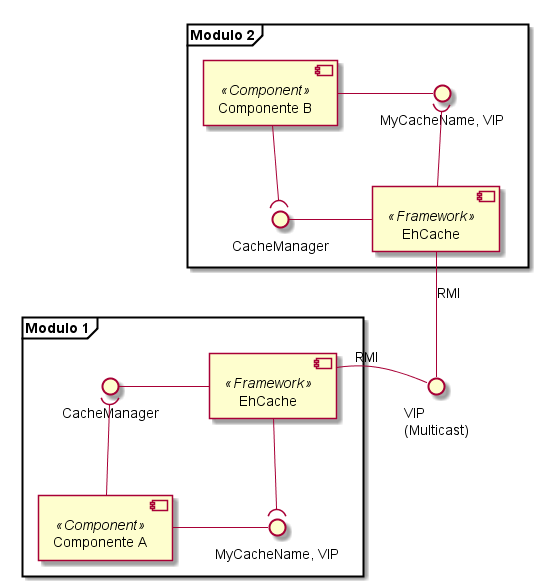 Modulo 2
«Component»
Componente B
MyCacheName, VIP
«Framework»
EhCache
CacheManager
RMI
Modulo 1
RMI
«Framework»
EhCache
CacheManager
VIP
(Multicast)
«Component»
Componente A
MyCacheName, VIP